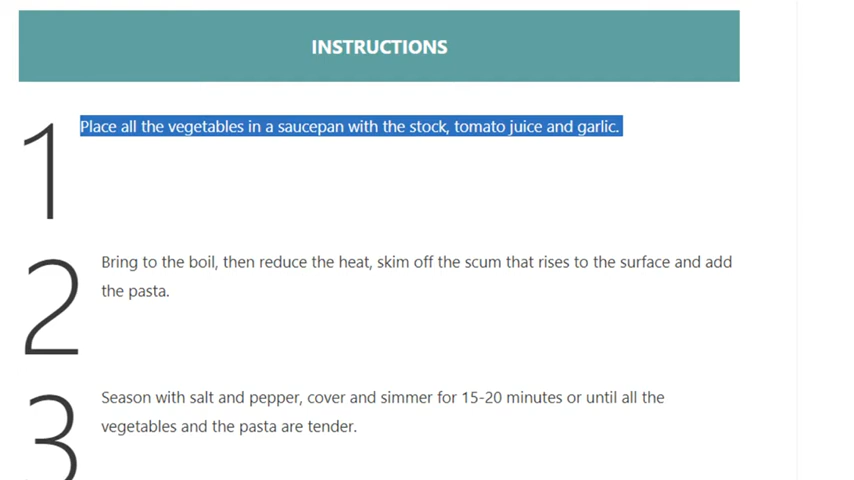 INSTRUCTIONS
1
Place all the vegetables in a saucepan with the stock, tomato juice and garlic.
2
Bring to the boil, then reduce the heat, skim off the scum that rises to the surface and add
the pasta.
3
Season with salt and pepper, cover and simmer for 15-20 minutes or until all the
vegetables and the pasta are tender.